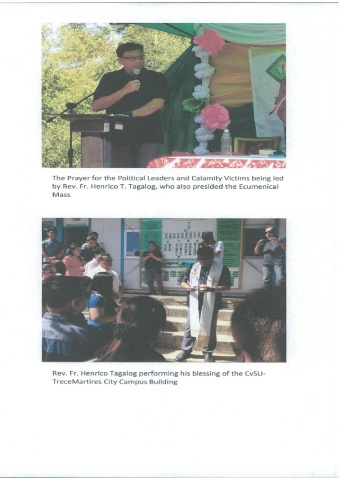 The Prayer for the Political Leaders and Calamity Victims being led
by Rev. Fr. Henrico T. Tagalog, who also presided the Ecumenical
Mass
Rev. Fr. Henrico Tagalog performing his blessing of the CvSU-
TreceMartires City Campus Building